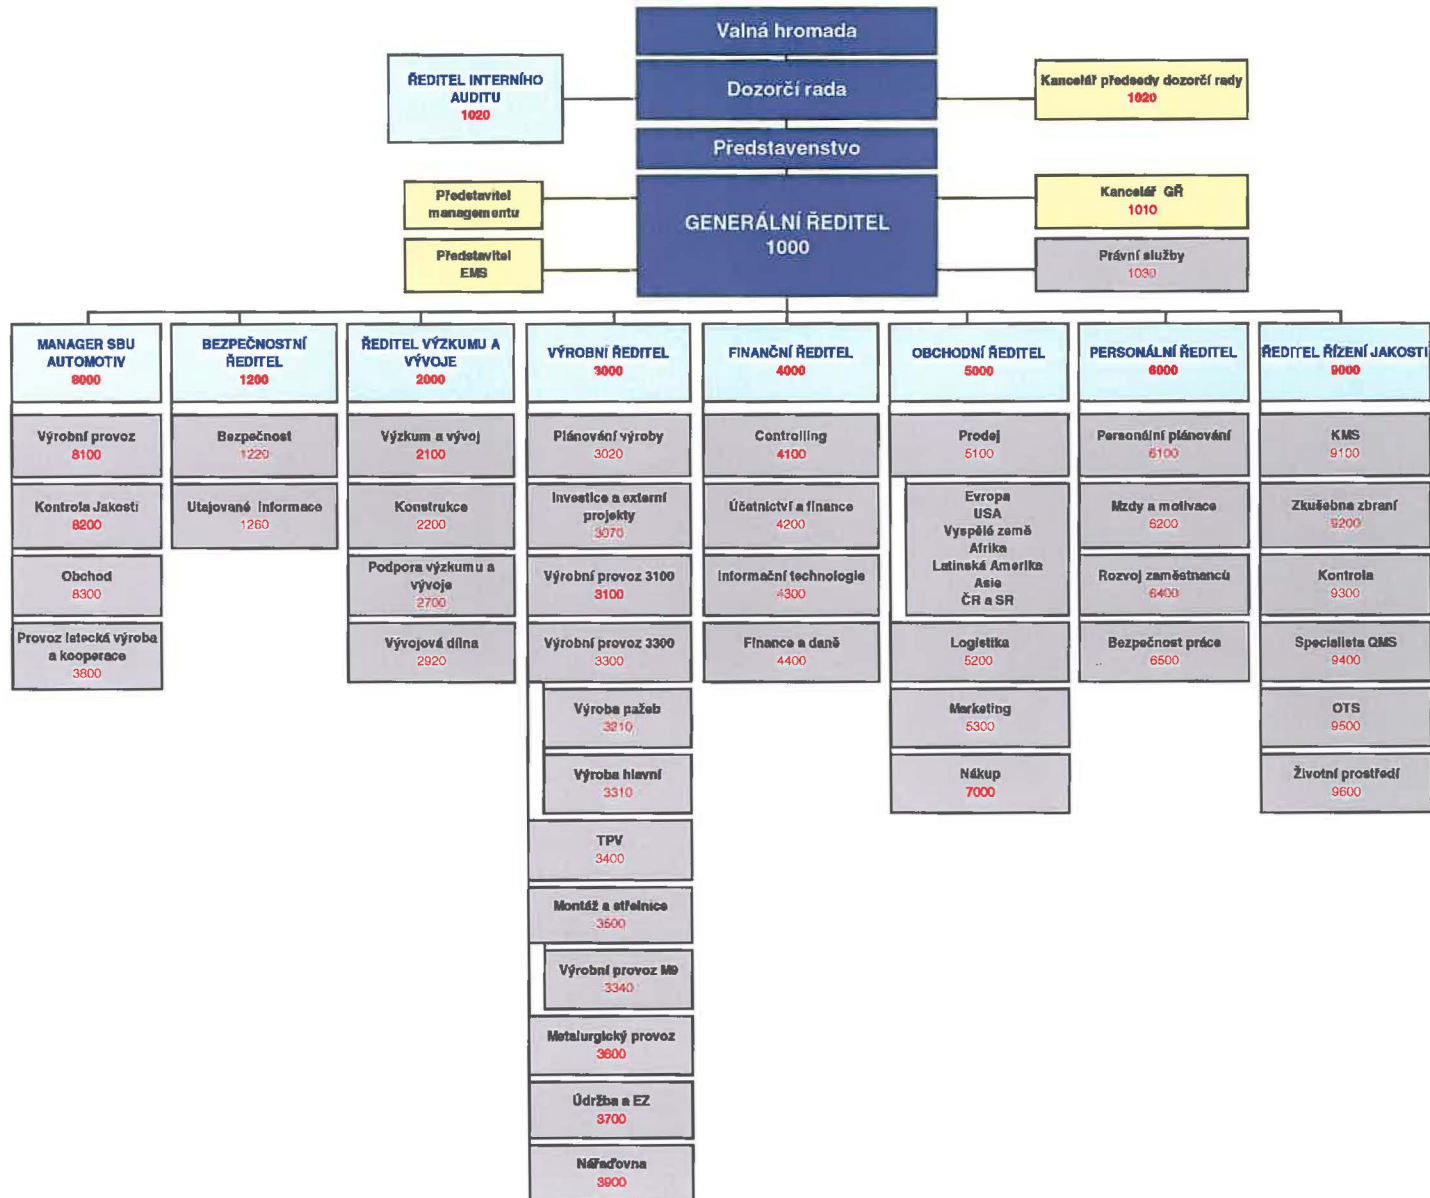 Valná hromada
ŘEDITEL INTERNÍHO
AUDITU
1020
Dozorčí rada
Kancelář předsedy dozorčí rady
1020
Představenstvo
Představitel
managementu
GENERÁLNÍ ŘEDITEL
1000
Kancelář GŘ
1010
Představitel
EMS
Právní služby
1030
MANAGER SBU
AUTOMOTIV
8000
Výrobní provoz
8100
Kontrola Jakosti
8200
Obchod
8300
Provoz letecká výroba
a kooperace
3800
BEZPEČNOSTNÍ
ŘEDITEL
1200
Bezpečnost
1220
Utajované informace
1260
ŘEDITEL VÝZKUMU A
VÝVOJE
2000
Výzkum a vývoj
2100
Konstrukce
2200
Podpora výzkumu a
vývoje
2700
Vývojová dílna
2920
VÝROBNÍ ŘEDITEL
3000
Plánování výroby
3020
Investice a externí
projekty
3070
Výrobní provoz 3100
3100
Výrobní provoz 3300
3300
Výroba pažeb
3210
Výroba hlavní
3310
TPV
3400
Montáž a střelnice
3500
Výrobní provoz M9
3340
Metalurgický provoz
3600
Údržba a EZ
3700
Nářaďovna
3900
FINANČNÍ ŘEDITEL
4000
Controlling
4100
Účetnictví a finance
4200
Informační technologie
4300
Finance a daně
4400
OBCHODNÍ ŘEDITEL
5000
Prodej
5100
Evropa
USA
Vyspělé země
Afrika
Latinská Amerika
Asie
ČR a SR
Logistika
5200
Marketing
5300
Nákup
7000
PERSONÁLNÍ ŘEDITEL
6000
Personální plánování
6100
Mzdy a motivace
6200
Rozvoj zaměstnanců
6400
Bezpečnost práce
6500
ŘEDITEL ŘÍZENÍ JAKOSTI
9000
KMS
9100
Zkušebna zbraní
9200
Kontrola
9300
Specialista QMS
9400
OTS
9500
Životní prostředí
9600